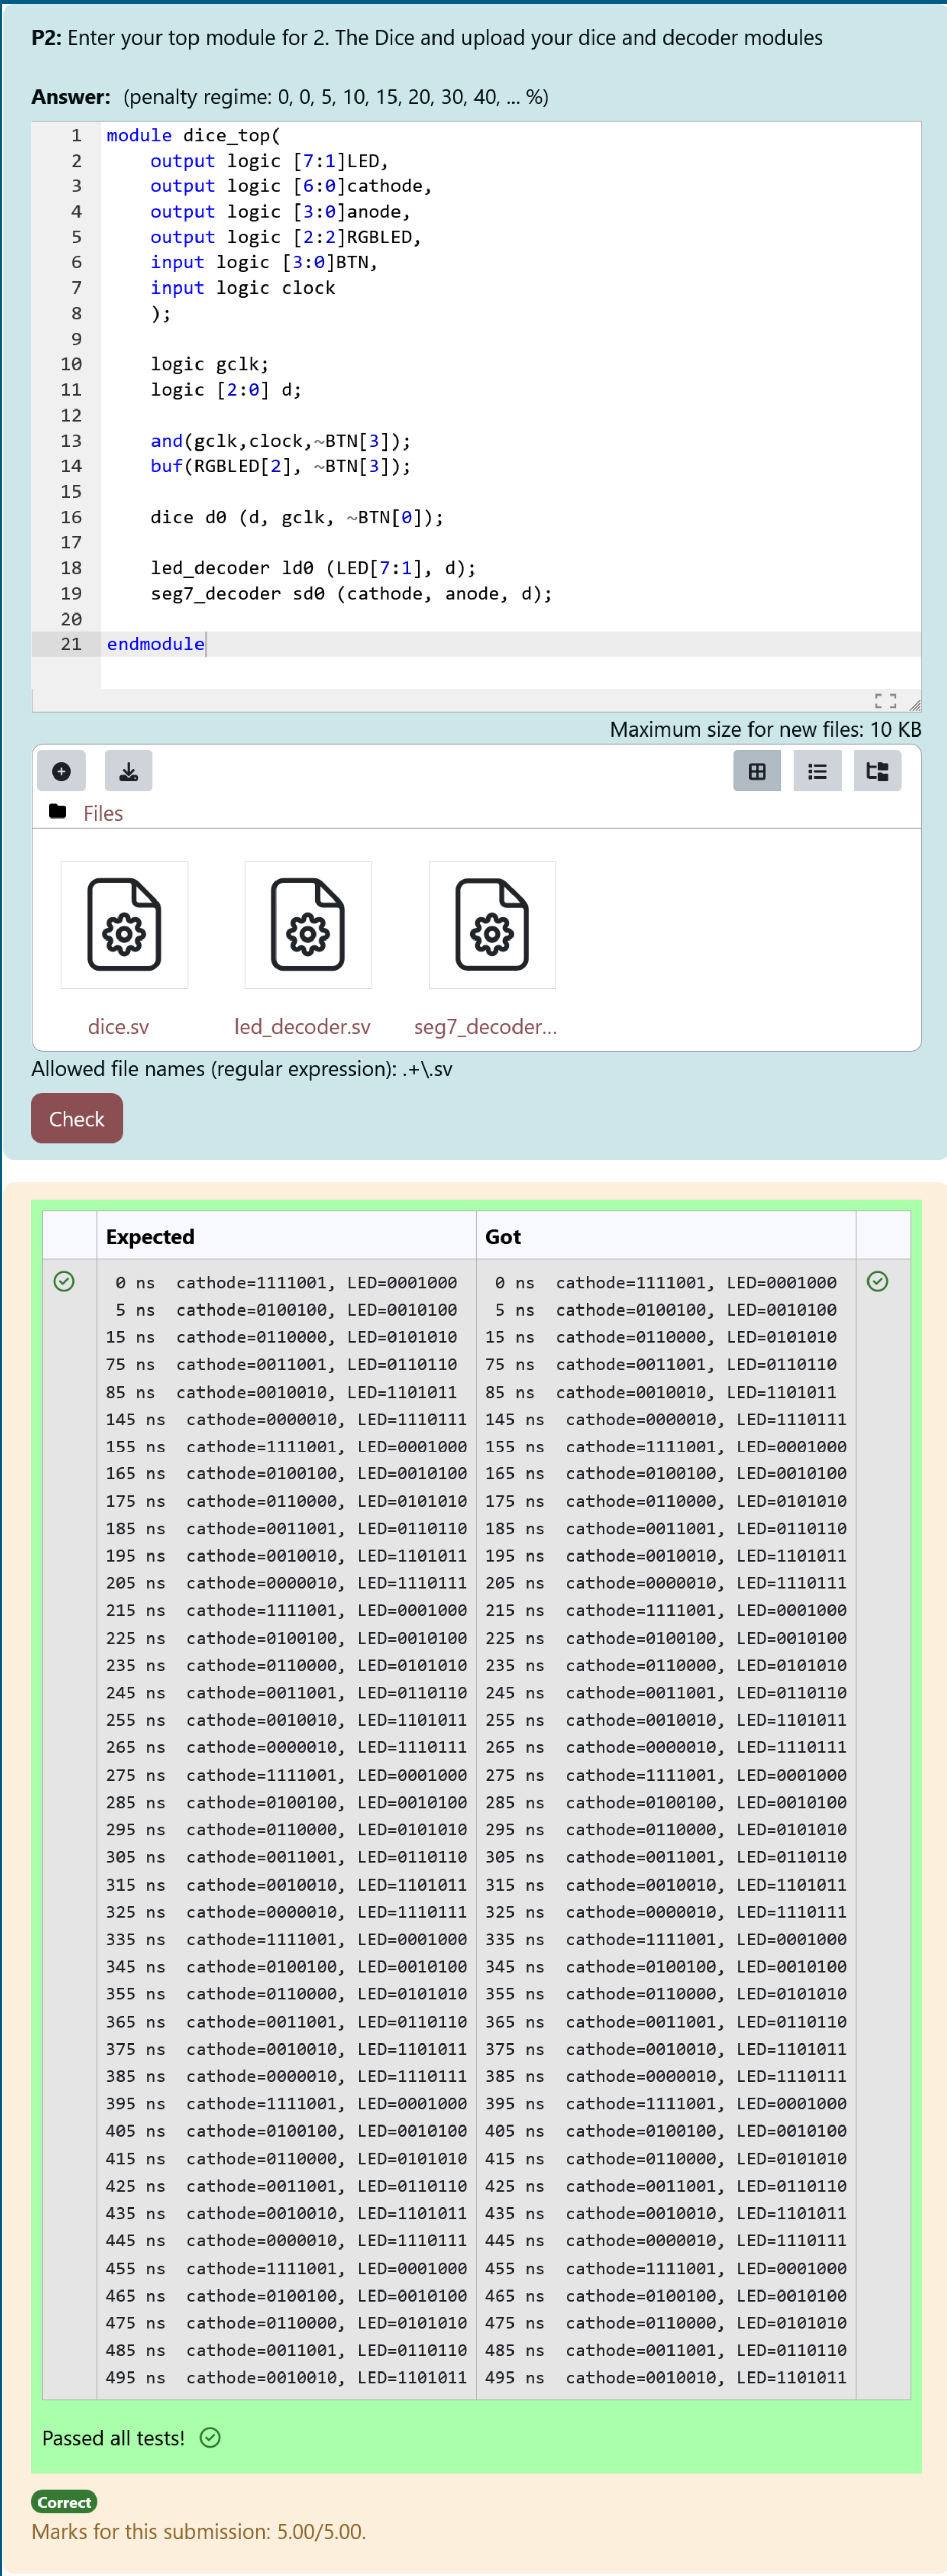 P2: Enter your top module for 2. The Dice and upload your dice and decoder modules
Answer: (penalty regime: 0, 0, 5, 10, 15, 20, 30, 40, ... %)
1 module dice_top(
2 output logic [7:1]LED,
3 output logic [6:0]cathode,
4 output logic [3:0]anode,
5 output logic [2:2]RGBLED,
6 input logic [3:0]BTN,
7 input logic clock
8 );
9
10 logic gclk;
11 logic [2:0] d;
12
13 and(gclk,clock,~BTN[3]);
14 buf(RGBLED[2], ~BTN[3]);
15
16 dice d0 (d, gclk, ~BTN[0]);
17
18 led_decoder ld0 (LED[7:1], d);
19 seg7_decoder sd0 (cathode, anode, d);
20
21 endmodule
Maximum size for new files: 10 KB
Files
dice.sv led_decoder.sv seg7_decoder...
Allowed file names (regular expression): .+\.sv
Check
Expected Got
0 ns cathode=1111001, LED=0001000 0 ns cathode=1111001, LED=0001000
5 ns cathode=0100100, LED=0010100 5 ns cathode=0100100, LED=0010100
15 ns cathode=0110000, LED=0101010 15 ns cathode=0110000, LED=0101010
75 ns cathode=0011001, LED=0110110 75 ns cathode=0011001, LED=0110110
85 ns cathode=0010010, LED=1101011 85 ns cathode=0010010, LED=1101011
145 ns cathode=0000010, LED=1110111 145 ns cathode=0000010, LED=1110111
155 ns cathode=1111001, LED=0001000 155 ns cathode=1111001, LED=0001000
165 ns cathode=0100100, LED=0010100 165 ns cathode=0100100, LED=0010100
175 ns cathode=0110000, LED=0101010 175 ns cathode=0110000, LED=0101010
185 ns cathode=0011001, LED=0110110 185 ns cathode=0011001, LED=0110110
195 ns cathode=0010010, LED=1101011 195 ns cathode=0010010, LED=1101011
205 ns cathode=0000010, LED=1110111 205 ns cathode=0000010, LED=1110111
215 ns cathode=1111001, LED=0001000 215 ns cathode=1111001, LED=0001000
225 ns cathode=0100100, LED=0010100 225 ns cathode=0100100, LED=0010100
235 ns cathode=0110000, LED=0101010 235 ns cathode=0110000, LED=0101010
245 ns cathode=0011001, LED=0110110 245 ns cathode=0011001, LED=0110110
255 ns cathode=0010010, LED=1101011 255 ns cathode=0010010, LED=1101011
265 ns cathode=0000010, LED=1110111 265 ns cathode=0000010, LED=1110111
275 ns cathode=1111001, LED=0001000 275 ns cathode=1111001, LED=0001000
285 ns cathode=0100100, LED=0010100 285 ns cathode=0100100, LED=0010100
295 ns cathode=0110000, LED=0101010 295 ns cathode=0110000, LED=0101010
305 ns cathode=0011001, LED=0110110 305 ns cathode=0011001, LED=0110110
315 ns cathode=0010010, LED=1101011 315 ns cathode=0010010, LED=1101011
325 ns cathode=0000010, LED=1110111 325 ns cathode=0000010, LED=1110111
335 ns cathode=1111001, LED=0001000 335 ns cathode=1111001, LED=0001000
345 ns cathode=0100100, LED=0010100 345 ns cathode=0100100, LED=0010100
355 ns cathode=0110000, LED=0101010 355 ns cathode=0110000, LED=0101010
365 ns cathode=0011001, LED=0110110 365 ns cathode=0011001, LED=0110110
375 ns cathode=0010010, LED=1101011 375 ns cathode=0010010, LED=1101011
385 ns cathode=0000010, LED=1110111 385 ns cathode=0000010, LED=1110111
395 ns cathode=1111001, LED=0001000 395 ns cathode=1111001, LED=0001000
405 ns cathode=0100100, LED=0010100 405 ns cathode=0100100, LED=0010100
415 ns cathode=0110000, LED=0101010 415 ns cathode=0110000, LED=0101010
425 ns cathode=0011001, LED=0110110 425 ns cathode=0011001, LED=0110110
435 ns cathode=0010010, LED=1101011 435 ns cathode=0010010, LED=1101011
445 ns cathode=0000010, LED=1110111 445 ns cathode=0000010, LED=1110111
455 ns cathode=1111001, LED=0001000 455 ns cathode=1111001, LED=0001000
465 ns cathode=0100100, LED=0010100 465 ns cathode=0100100, LED=0010100
475 ns cathode=0110000, LED=0101010 475 ns cathode=0110000, LED=0101010
485 ns cathode=0011001, LED=0110110 485 ns cathode=0011001, LED=0110110
495 ns cathode=0010010, LED=1101011 495 ns cathode=0010010, LED=1101011
Passed all tests!
Correct
Marks for this submission: 5.00/5.00.